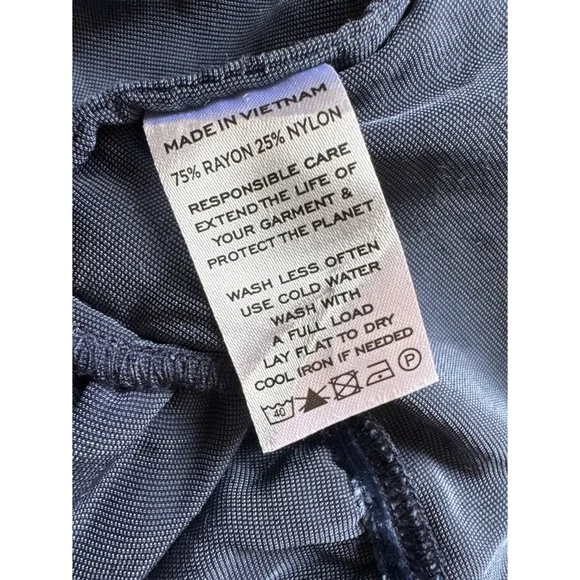 MADE IN VIETNAM
75% RAYON 25% NYLON
RESPONSIBLE CARE
EXTEND THE LIFE OF
YOUR GARMENT &
PROTECT THE PLANET
WASH LESS OFTEN
USE COLD WATER
WASH WITH
A FULL LOAD
LAY FLAT TO DRY
COOL IRON IF NEEDED
40 P